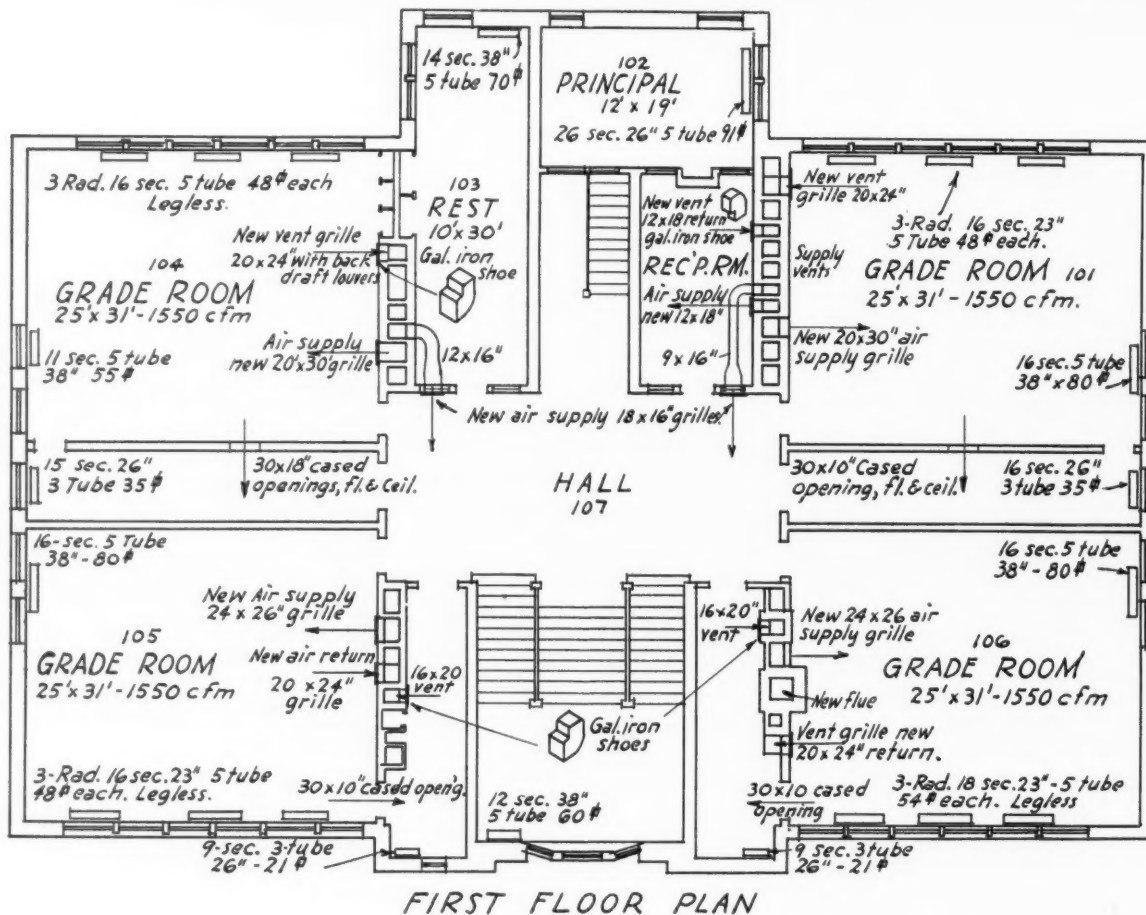 14 sec. 38"
5 tube 70⌀
102
PRINCIPAL
12' x 19'
26 sec. 26" 5 tube 91⌀
3 Rad. 16 sec. 5 tube 48⌀ each
Legless.
103
REST
10'x 30'
Gal. iron
shoe
New vent grille
20 x 24" with back
draft louvers
104
GRADE ROOM
25'x 31' - 1550 cfm
Air supply
new 20'x30' grille
12 x 16"
11 sec. 5 tube
38" 55⌀
New vent
12x18 return
gal. iron shoe
REC'P. RM.
Air supply
new 12x18"
9 x 16"
Supply
vents
New vent
grille 20x24"
3-Rad. 16 sec. 23"
5 Tube 48⌀ each.
GRADE ROOM 101
25'x 31' - 1550 cfm.
New 20x30" air
supply grille
16 sec. 5 tube
38" x 80⌀
New air supply 18 x 16" grilles.
15 sec. 26"
3 Tube 35⌀
30x18" cased
openings, fl. & Ceil.
HALL
107
30x10" Cased
opening, fl. & ceil.
16 sec. 26"
3 tube 35⌀
16-sec. 5 Tube
38" - 80⌀
New Air supply
24 x 26" grille
105
GRADE ROOM
25'x 31' - 1550 cfm
New air return
20 x 24"
grille
16x20
vent
Gal. iron
shoes
16x20"
vent
New 24 x 26 air
supply grille
16 sec. 5 tube
38" - 80⌀
106
GRADE ROOM
25'x 31' - 1550 cfm
New flue
Vent grille new
20 x 24" return.
3-Rad. 16 sec. 23" 5 tube
48⌀ each. Legless.
30x10" cased open'g.
12 sec. 38"
5 tube 60⌀
30x10 cased
opening
3-Rad. 18 sec. 23" - 5 tube
54⌀ each. Legless
9-sec. 3-tube
26" - 21⌀
9 sec. 3 tube
26" - 21⌀
FIRST FLOOR PLAN